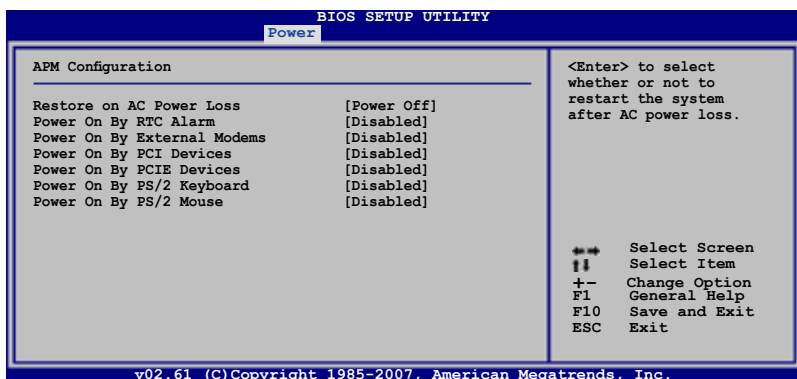 BIOS SETUP UTILITY
Power
APM Configuration
Restore on AC Power Loss [Power Off]
Power On By RTC Alarm [Disabled]
Power On By External Modems [Disabled]
Power On By PCI Devices [Disabled]
Power On By PCIE Devices [Disabled]
Power On By PS/2 Keyboard [Disabled]
Power On By PS/2 Mouse [Disabled]
<Enter> to select
whether or not to
restart the system
after AC power loss.
←→ Select Screen
↑↓ Select Item
+- Change Option
F1 General Help
F10 Save and Exit
ESC Exit
v02.61 (C)Copyright 1985-2007, American Megatrends, Inc.